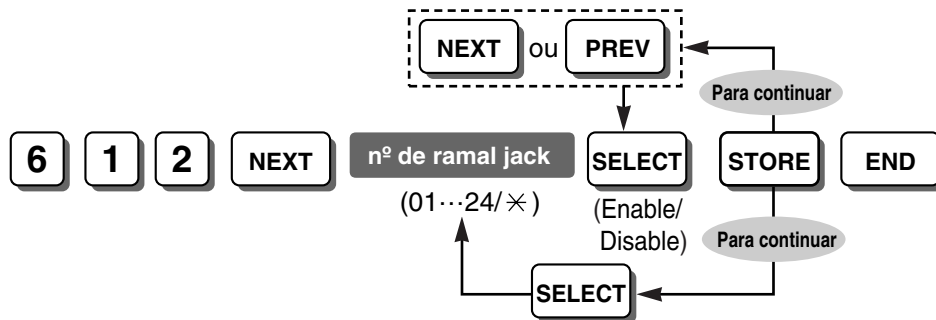 NEXT ou PREV
Para continuar
6 1 2 NEXT nº de ramal jack SELECT STORE END
(01···24/✳)
(Enable/
Disable)
Para continuar
SELECT